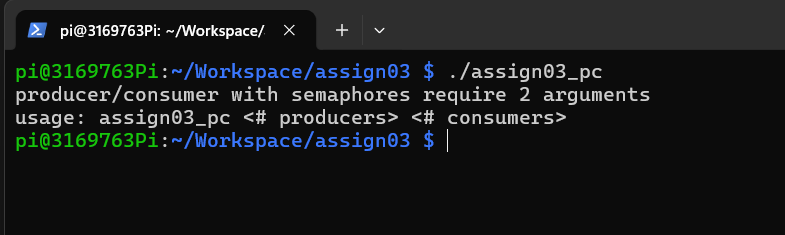 pi@3169763Pi: ~/Workspace/
pi@3169763Pi:~/Workspace/assign03 $ ./assign03_pc
producer/consumer with semaphores require 2 arguments
usage: assign03_pc <# producers> <# consumers>
pi@3169763Pi:~/Workspace/assign03 $